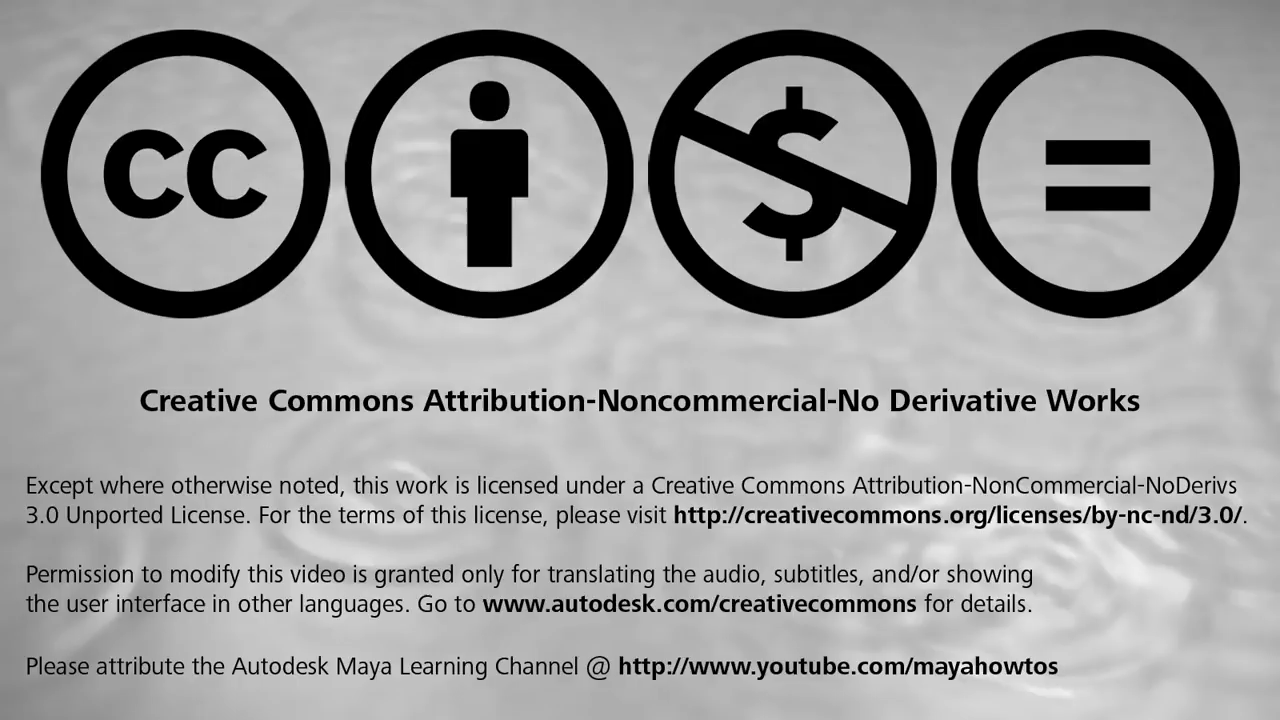 cc $ =
Creative Commons Attribution-Noncommercial-No Derivative Works
Except where otherwise noted, this work is licensed under a Creative Commons Attribution-NonCommercial-NoDerivs
3.0 Unported License. For the terms of this license, please visit http://creativecommons.org/licenses/by-nc-nd/3.0/.
Permission to modify this video is granted only for translating the audio, subtitles, and/or showing
the user interface in other languages. Go to www.autodesk.com/creativecommons for details.
Please attribute the Autodesk Maya Learning Channel @ http://www.youtube.com/mayahowtos